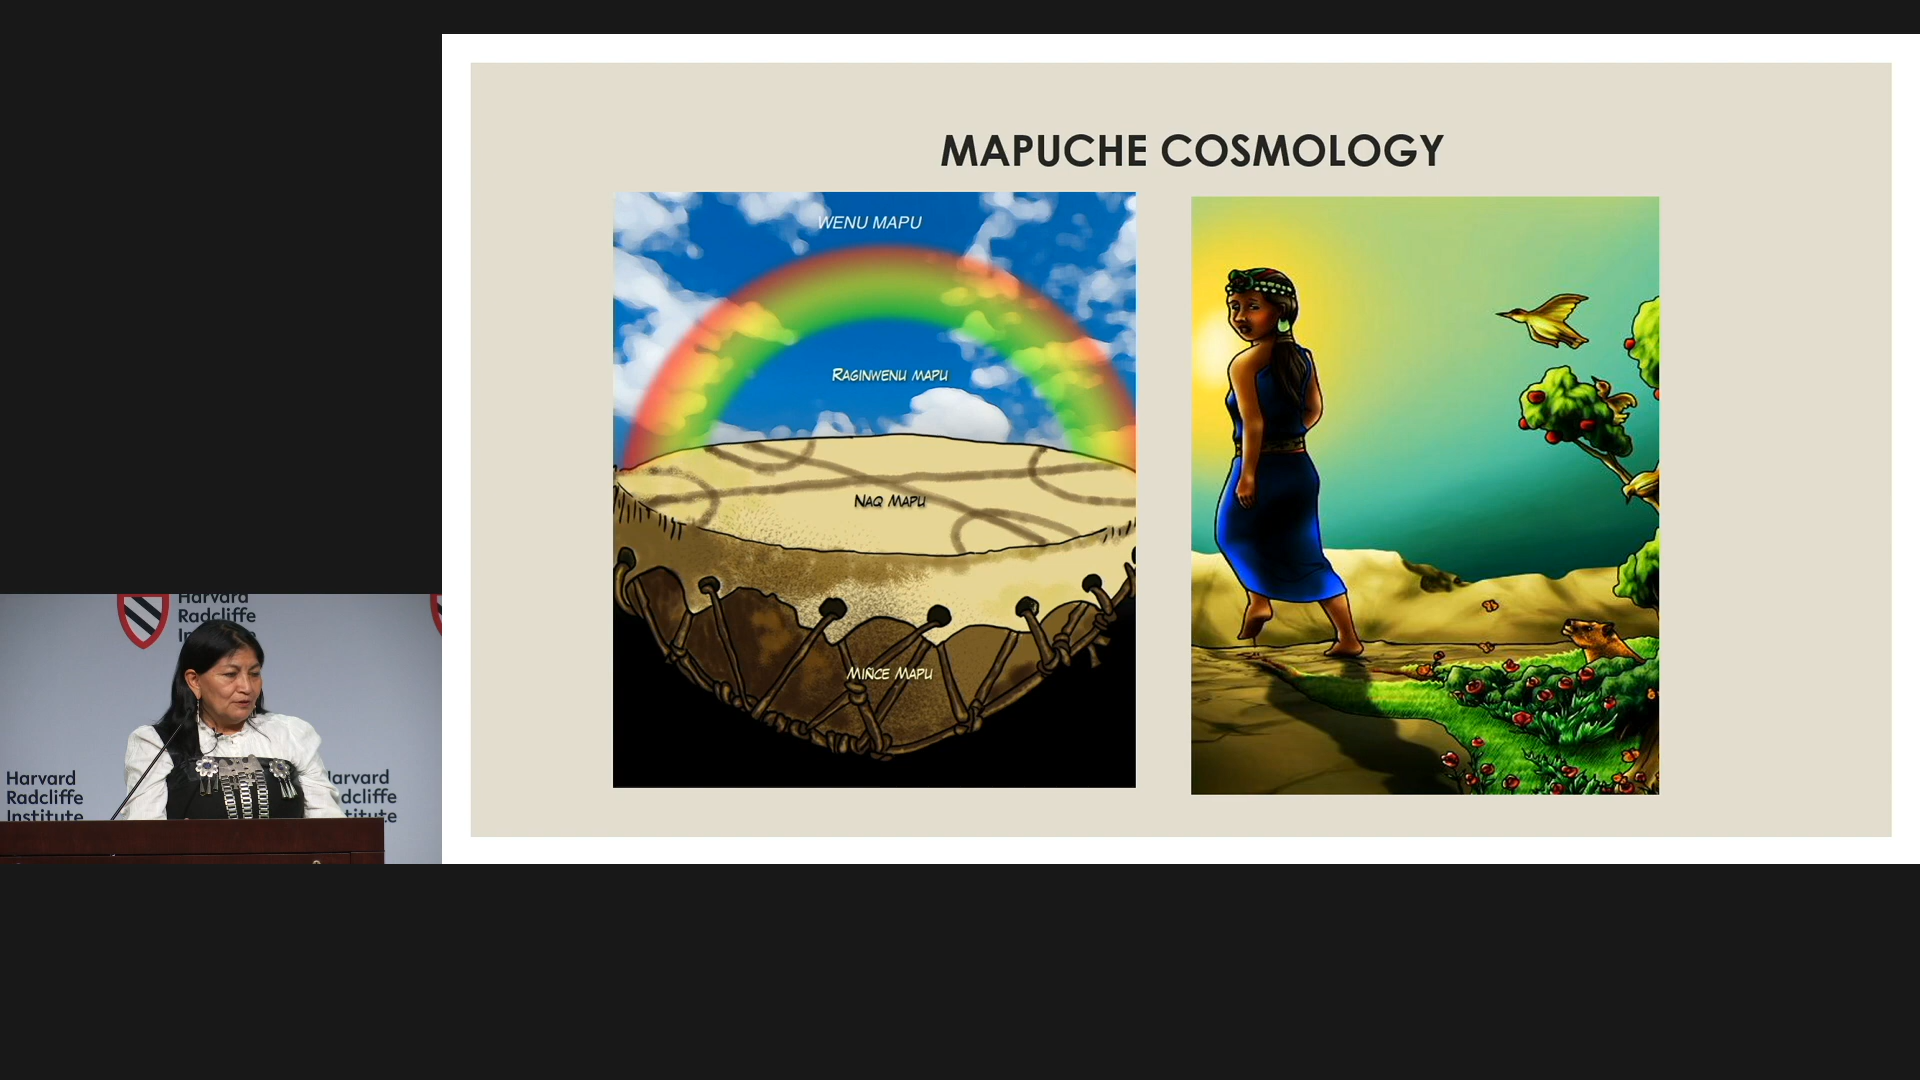 MAPUCHE COSMOLOGY
WENU MAPU
RAGINWENU MAPU
NAQ MAPU
MIÑCE MAPU
Harvard
Radcliffe
Harvard
Radcliffe
Institute